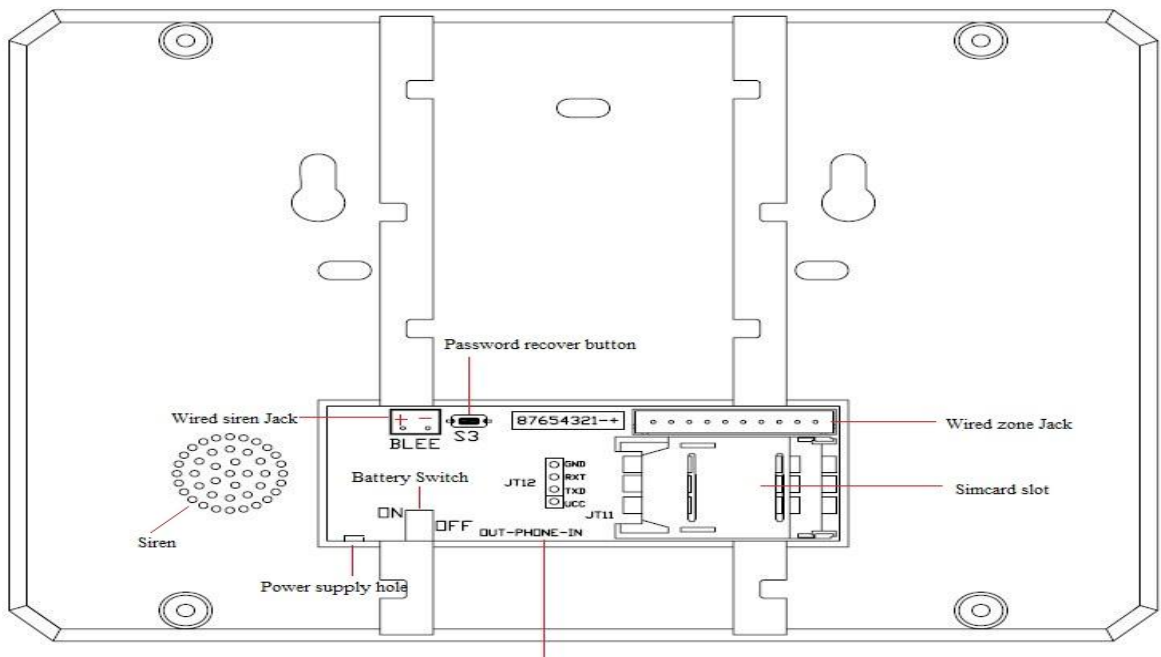 Password recover button
Wired siren Jack
+ -
BLEE
S3
87654321-+
Wired zone Jack
GND
RXT
TXD
UCC
JT12
JT11
Battery Switch
Simcard slot
ON
OFF
OUT-PHONE-IN
Siren
Power supply hole